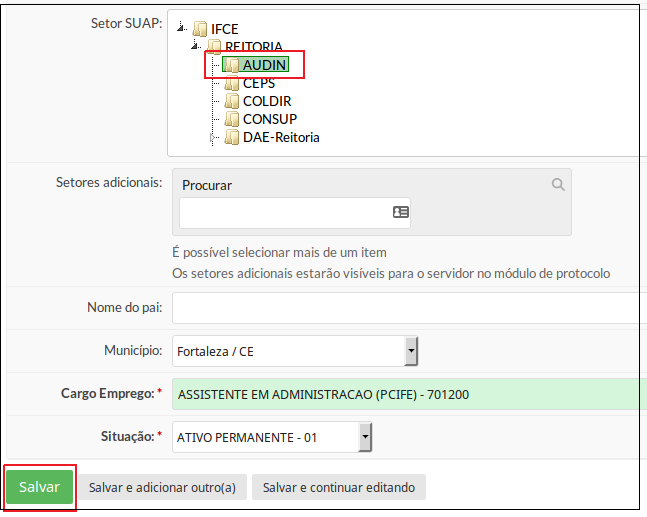 Setor SUAP:
IFCE
REITORIA
AUDIN
CEPS
COLDIR
CONSUP
DAE-Reitoria
Setores adicionais:
Procurar
É possível selecionar mais de um item
Os setores adicionais estarão visíveis para o servidor no módulo de protocolo
Nome do pai:
Município:
Fortaleza / CE
Cargo Emprego: *
ASSISTENTE EM ADMINISTRACAO (PCIFE) - 701200
Situação: *
ATIVO PERMANENTE - 01
Salvar
Salvar e adicionar outro(a)
Salvar e continuar editando